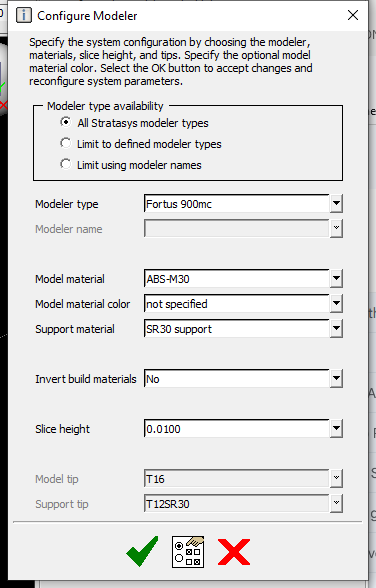 Configure Modeler
Specify the system configuration by choosing the modeler,
materials, slice height, and tips. Specify the optional model
material color. Select the OK button to accept changes and
reconfigure system parameters.
Modeler type availability
All Stratasys modeler types
Limit to defined modeler types
Limit using modeler names
Modeler type Fortus 900mc
Modeler name
Model material ABS-M30
Model material color not specified
Support material SR30 support
Invert build materials No
Slice height 0.0100
Model tip T16
Support tip T12SR30